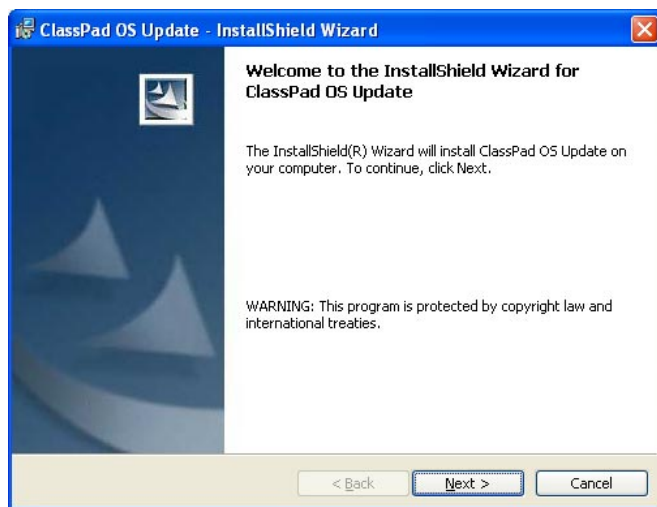 ClassPad OS Update - InstallShield Wizard
Welcome to the InstallShield Wizard for
ClassPad OS Update
The InstallShield(R) Wizard will install ClassPad OS Update on
your computer. To continue, click Next.
WARNING: This program is protected by copyright law and
international treaties.
< Back Next > Cancel